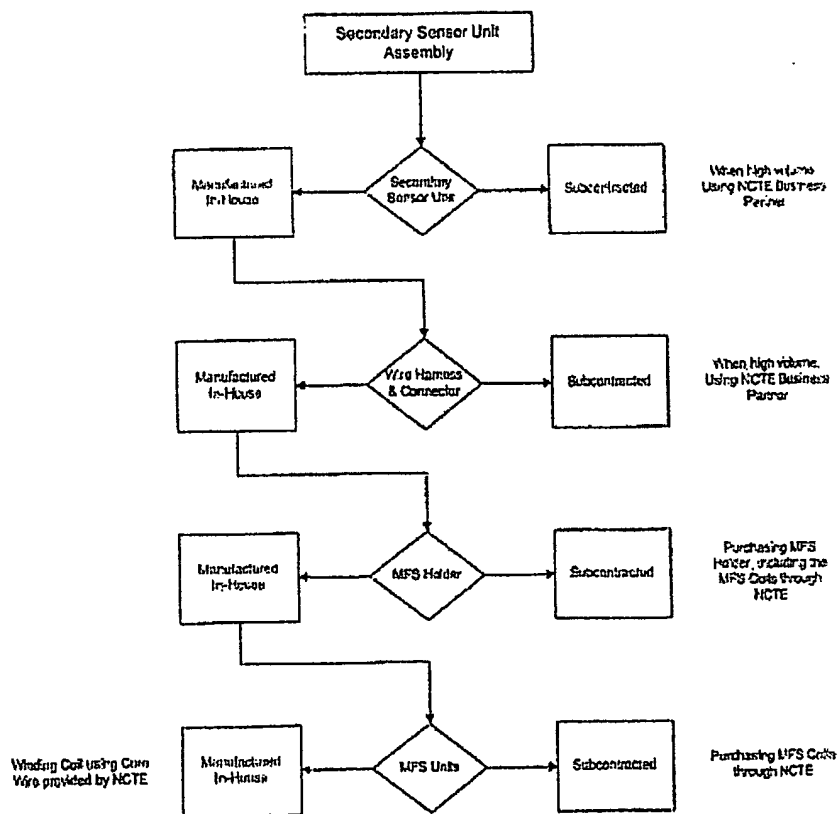 Secondary Sensor Unit
Assembly
Manufactured
In-House
Secondary
Sensor Unit
Subcontracted
When high volume
Using NCTE Business
Partner
Manufactured
In-House
Wire Harness
& Connector
Subcontracted
When high volume,
Using NCTE Business
Partner
Manufactured
In-House
MFS Holder
Subcontracted
Purchasing MFS
Holder, including the
MFS Coils through
NCTE
Winding Coil using Core
Wire provided by NCTE
Manufactured
In-House
MFS Units
Subcontracted
Purchasing MFS Coils
through NCTE